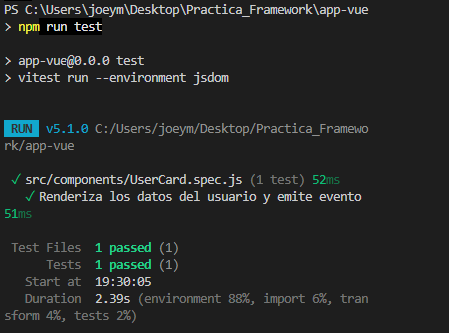 PS C:\Users\joeym\Desktop\Practica_Framework\app-vue
> npm run test
> app-vue@0.0.0 test
> vitest run --environment jsdom
RUN v5.1.0 C:/Users/joeym/Desktop/Practica_Framewo
rk/app-vue
✓ src/components/UserCard.spec.js (1 test) 52ms
✓ Renderiza los datos del usuario y emite evento
51ms
Test Files 1 passed (1)
Tests 1 passed (1)
Start at 19:30:05
Duration 2.39s (environment 88%, import 6%, tran
sform 4%, tests 2%)